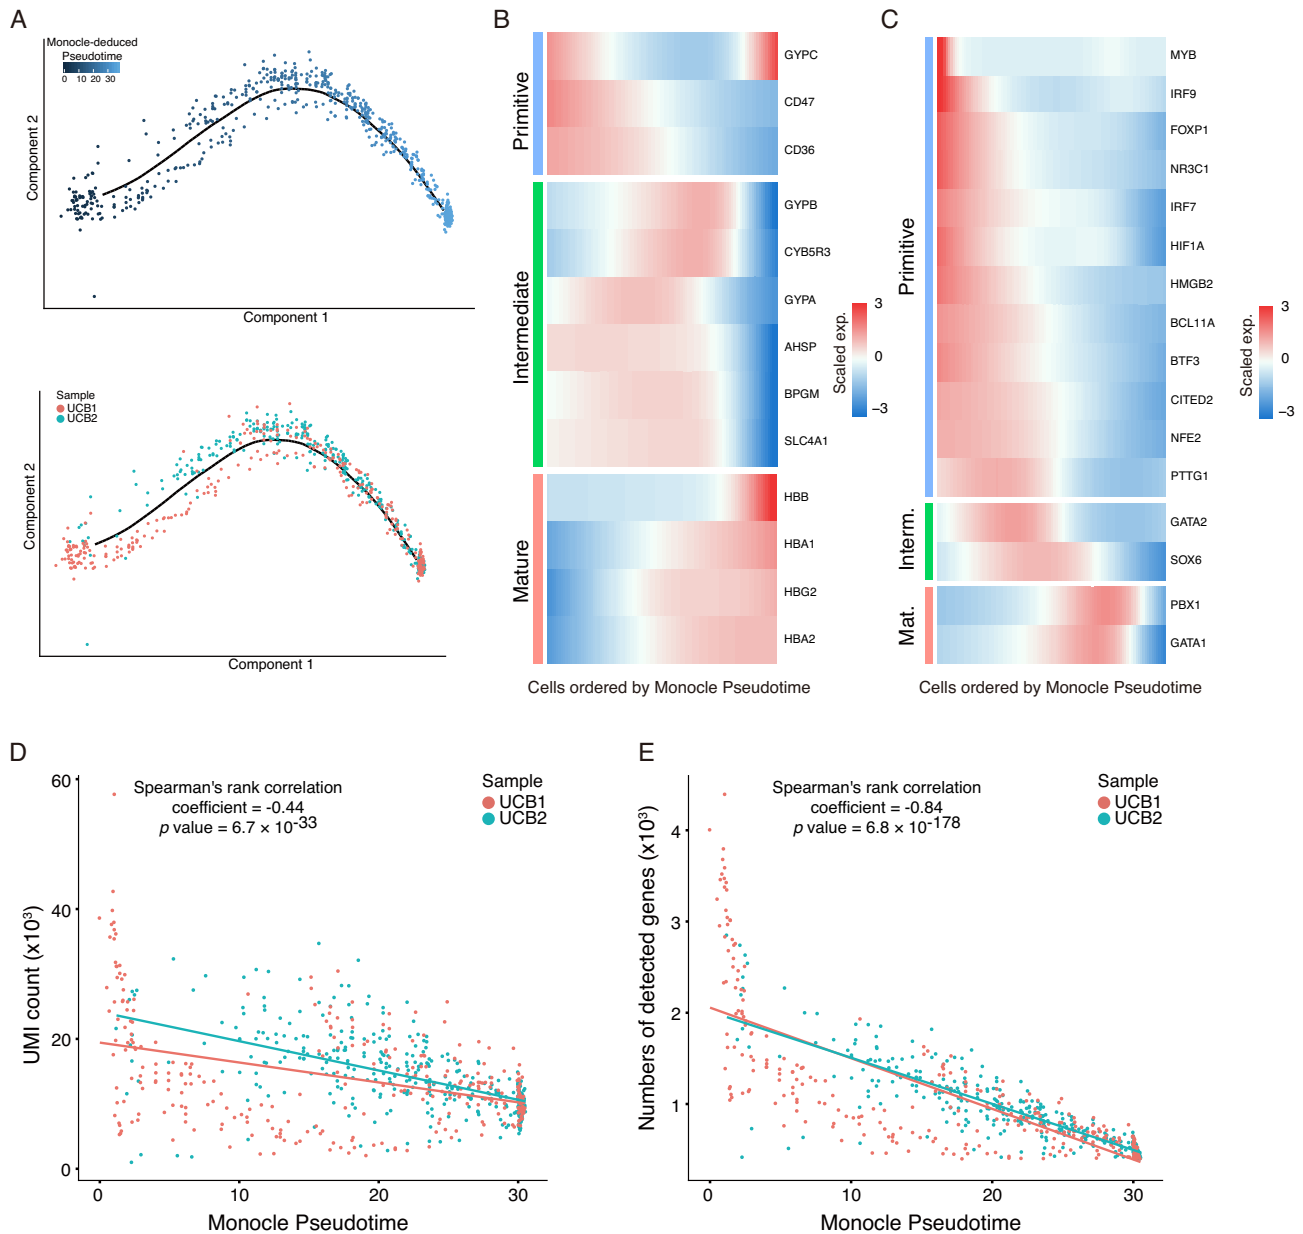 A
Monocle-deduced
Pseudotime
0 10 20 30
Component 2
Component 1
Sample
UCB1
UCB2
Component 2
Component 1
B
Primitive
GYPC
CD47
CD36
Intermediate
GYPB
CYB5R3
GYPA
AHSP
BPGM
SLC4A1
Mature
HBB
HBA1
HBG2
HBA2
Cells ordered by Monocle Pseudotime
Scaled exp.
3
0
−3
C
Primitive
MYB
IRF9
FOXP1
NR3C1
IRF7
HIF1A
HMGB2
BCL11A
BTF3
CITED2
NFE2
PTTG1
Interm.
GATA2
SOX6
Mat.
PBX1
GATA1
Cells ordered by Monocle Pseudotime
Scaled exp.
3
0
−3
D
Spearman's rank correlation
coefficient = -0.44
p value = 6.7 × 10-33
Sample
UCB1
UCB2
UMI count (x10³)
60
40
20
0
0 10 20 30
Monocle Pseudotime
E
Spearman's rank correlation
coefficient = -0.84
p value = 6.8 × 10-178
Sample
UCB1
UCB2
Numbers of detected genes (x10³)
4
3
2
1
0 10 20 30
Monocle Pseudotime